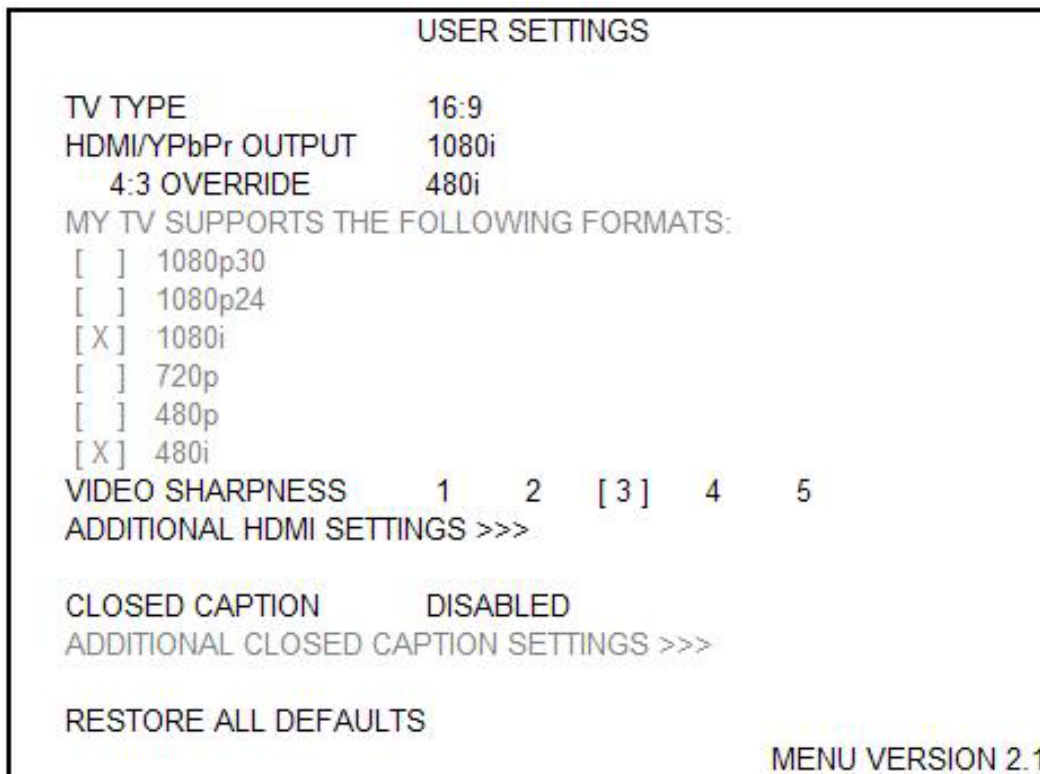 USER SETTINGS
TV TYPE 16:9
HDMI/YPbPr OUTPUT 1080i
4:3 OVERRIDE 480i
MY TV SUPPORTS THE FOLLOWING FORMATS:
[ ] 1080p30
[ ] 1080p24
[ X ] 1080i
[ ] 720p
[ ] 480p
[ X ] 480i
VIDEO SHARPNESS 1 2 [ 3 ] 4 5
ADDITIONAL HDMI SETTINGS >>>
CLOSED CAPTION DISABLED
ADDITIONAL CLOSED CAPTION SETTINGS >>>
RESTORE ALL DEFAULTS
MENU VERSION 2.1